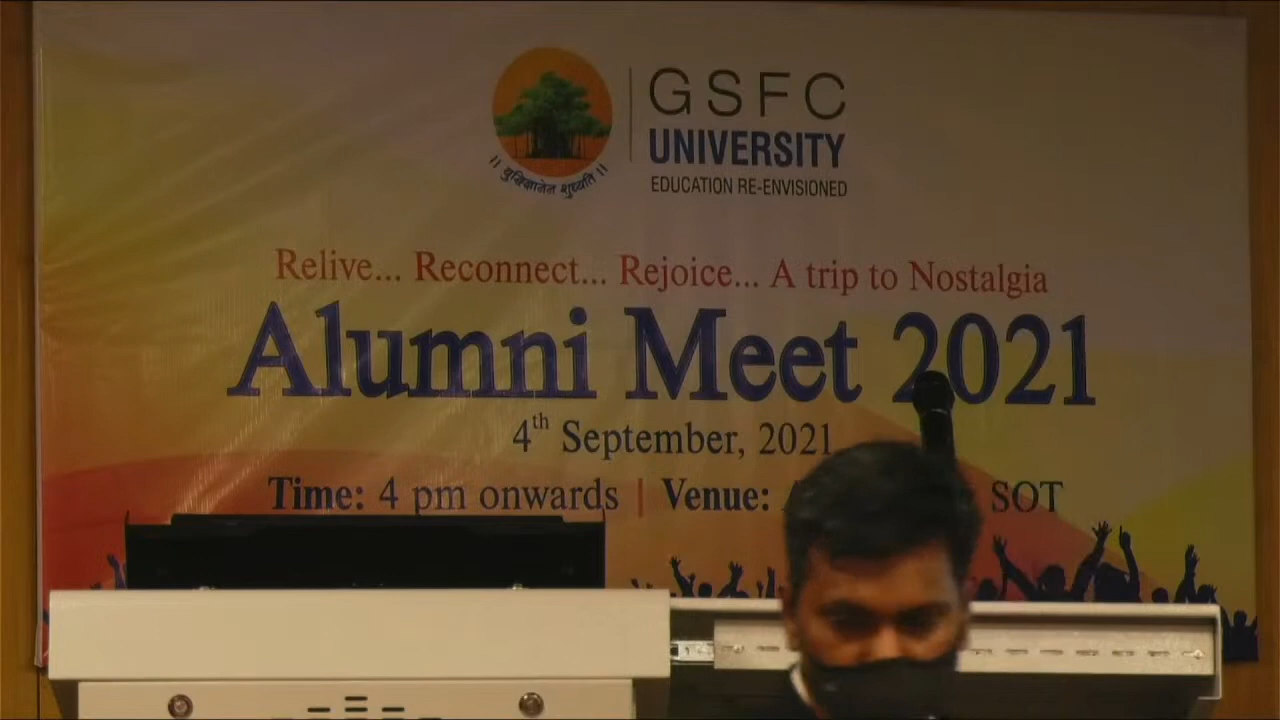 GSFC
UNIVERSITY
EDUCATION RE-ENVISIONED
Relive... Reconnect... Rejoice... A trip to Nostalgia
Alumni Meet 2021
4th September, 2021
Time: 4 pm onwards | Venue: SOT